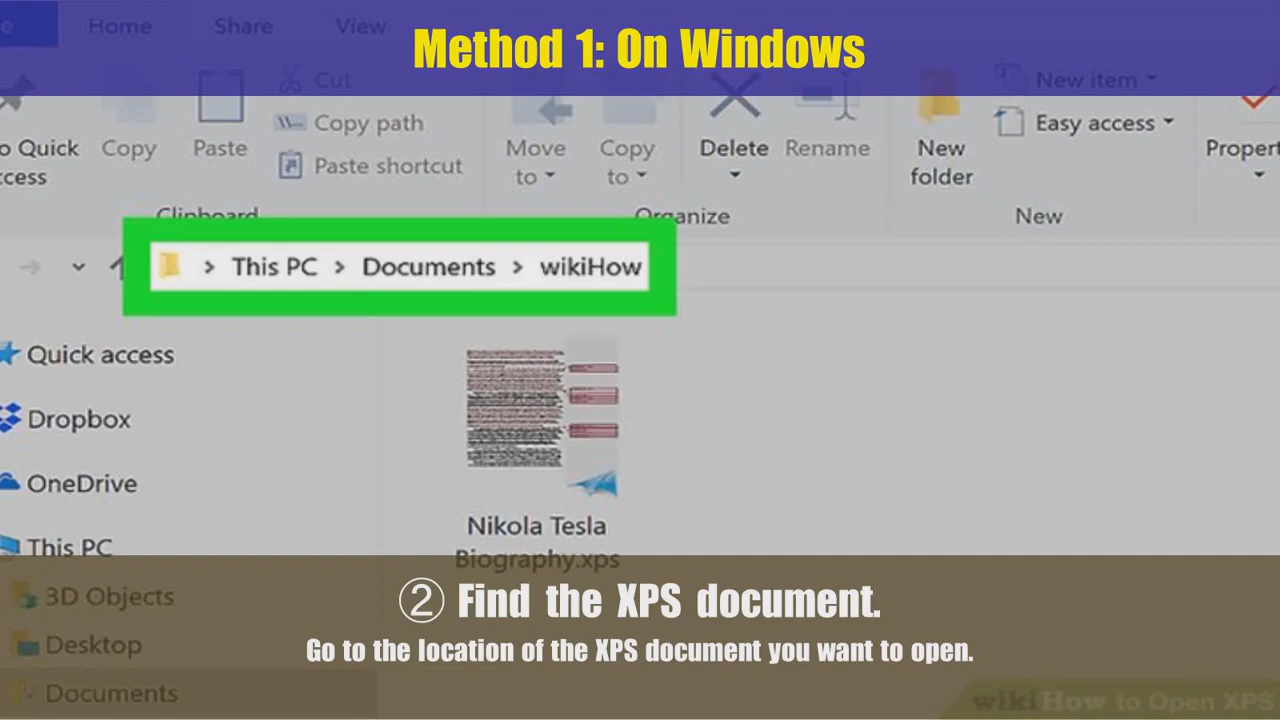 Home Share View
Method 1: On Windows
Cut
New item
Copy path
Easy access
o Quick
Copy
Paste
Move
Copy
Delete
Rename
New
Propert
ccess
Paste shortcut
to
to
folder
Clipboard
Organize
New
> This PC > Documents > wikiHow
Quick access
Dropbox
OneDrive
This PC
3D Objects
Desktop
Documents
Nikola Tesla
Biography.xps
② Find the XPS document.
Go to the location of the XPS document you want to open.
wikiHow to Open XPS